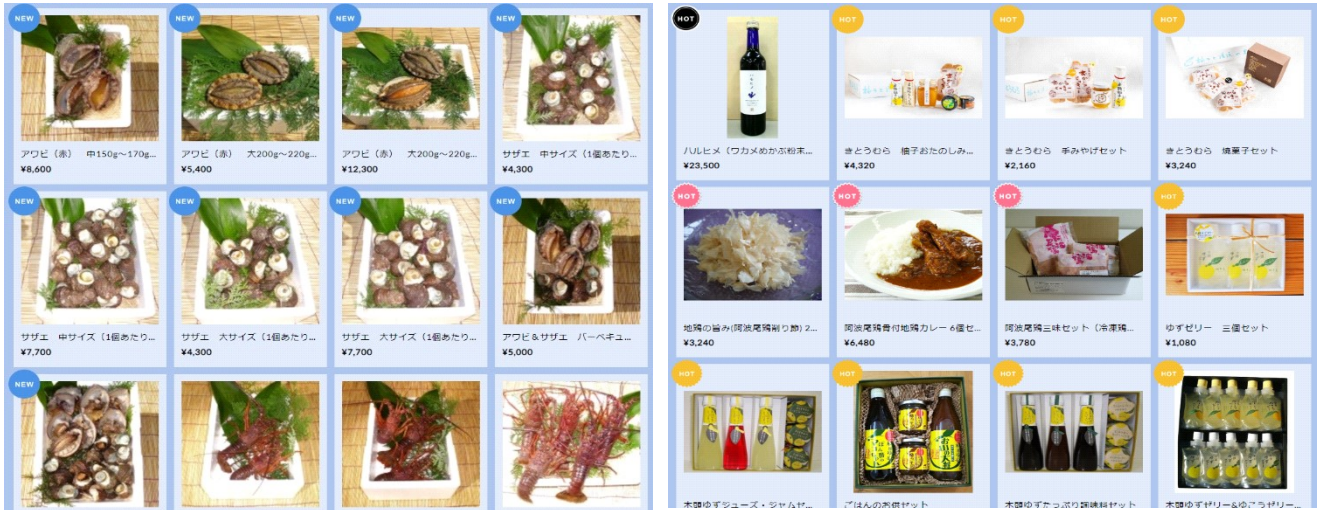 NEW
NEW
NEW
NEW
アワビ（赤）　中150g～170g...
¥8,600
アワビ（赤）　大200g～220g...
¥5,400
アワビ（赤）　大200g～220g...
¥12,300
サザエ　中サイズ（1個あたり...
¥4,300
NEW
NEW
NEW
NEW
サザエ　中サイズ（1個あたり...
¥7,700
サザエ　大サイズ（1個あたり...
¥4,300
サザエ　大サイズ（1個あたり...
¥7,700
アワビ＆サザエ　バーベキュ...
¥5,000
NEW
HOT
HOT
HOT
HOT
ハルヒメ（ワカメめかぶ粉末...
¥23,500
きとうむら　柚子おたのしみ...
¥4,320
きとうむら　手みやげセット
¥2,160
きとうむら　焼菓子セット
¥3,240
HOT
HOT
HOT
HOT
地鶏の旨み(阿波尾鶏削り節) 2...
¥3,240
阿波尾鶏骨付地鶏カレー 6個セ...
¥6,480
阿波尾鶏三昧セット（冷凍鶏...
¥3,780
ゆずゼリー　三個セット
¥1,080
HOT
HOT
HOT
HOT
木頭ゆずジューズ・ジャムセ...
ごはんのお供セット
木頭ゆずたっぷり調味料セット
木頭ゆずゼリー&ゆこうゼリー...